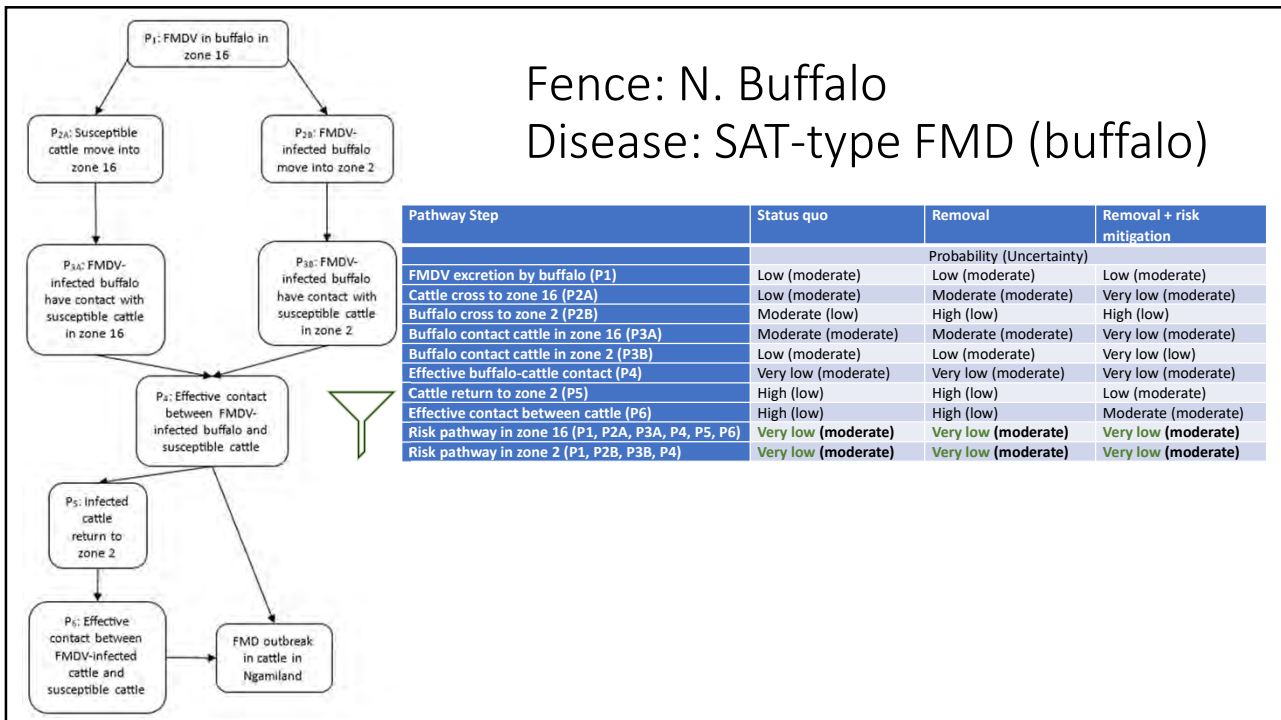 P1: FMDV in buffalo in
zone 16
P2A: Susceptible
cattle move into
zone 16
P2B: FMDV-
infected buffalo
move into zone 2
P3A: FMDV-
infected buffalo
have contact with
susceptible cattle
in zone 16
P3B: FMDV-
infected buffalo
have contact with
susceptible cattle
in zone 2
P4: Effective contact
between FMDV-
infected buffalo and
susceptible cattle
P5: Infected
cattle
return to
zone 2
P6: Effective
contact between
FMDV-infected
cattle and
susceptible cattle
FMD outbreak
in cattle in
Ngamiland
Fence: N. Buffalo
Disease: SAT-type FMD (buffalo)
Pathway Step Status quo Removal Removal + risk
mitigation
Probability (Uncertainty)
FMDV excretion by buffalo (P1) Low (moderate) Low (moderate) Low (moderate)
Cattle cross to zone 16 (P2A) Low (moderate) Moderate (moderate) Very low (moderate)
Buffalo cross to zone 2 (P2B) Moderate (low) High (low) High (low)
Buffalo contact cattle in zone 16 (P3A) Moderate (moderate) Moderate (moderate) Very low (moderate)
Buffalo contact cattle in zone 2 (P3B) Low (moderate) Low (moderate) Very low (low)
Effective buffalo-cattle contact (P4) Very low (moderate) Very low (moderate) Very low (moderate)
Cattle return to zone 2 (P5) High (low) High (low) Low (moderate)
Effective contact between cattle (P6) High (low) High (low) Moderate (moderate)
Risk pathway in zone 16 (P1, P2A, P3A, P4, P5, P6) Very low (moderate) Very low (moderate) Very low (moderate)
Risk pathway in zone 2 (P1, P2B, P3B, P4) Very low (moderate) Very low (moderate) Very low (moderate)